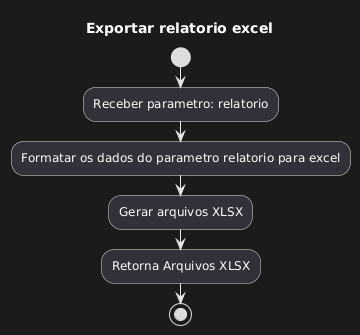 Exportar relatorio excel
Receber parametro: relatorio
Formatar os dados do parametro relatorio para excel
Gerar arquivos XLSX
Retorna Arquivos XLSX